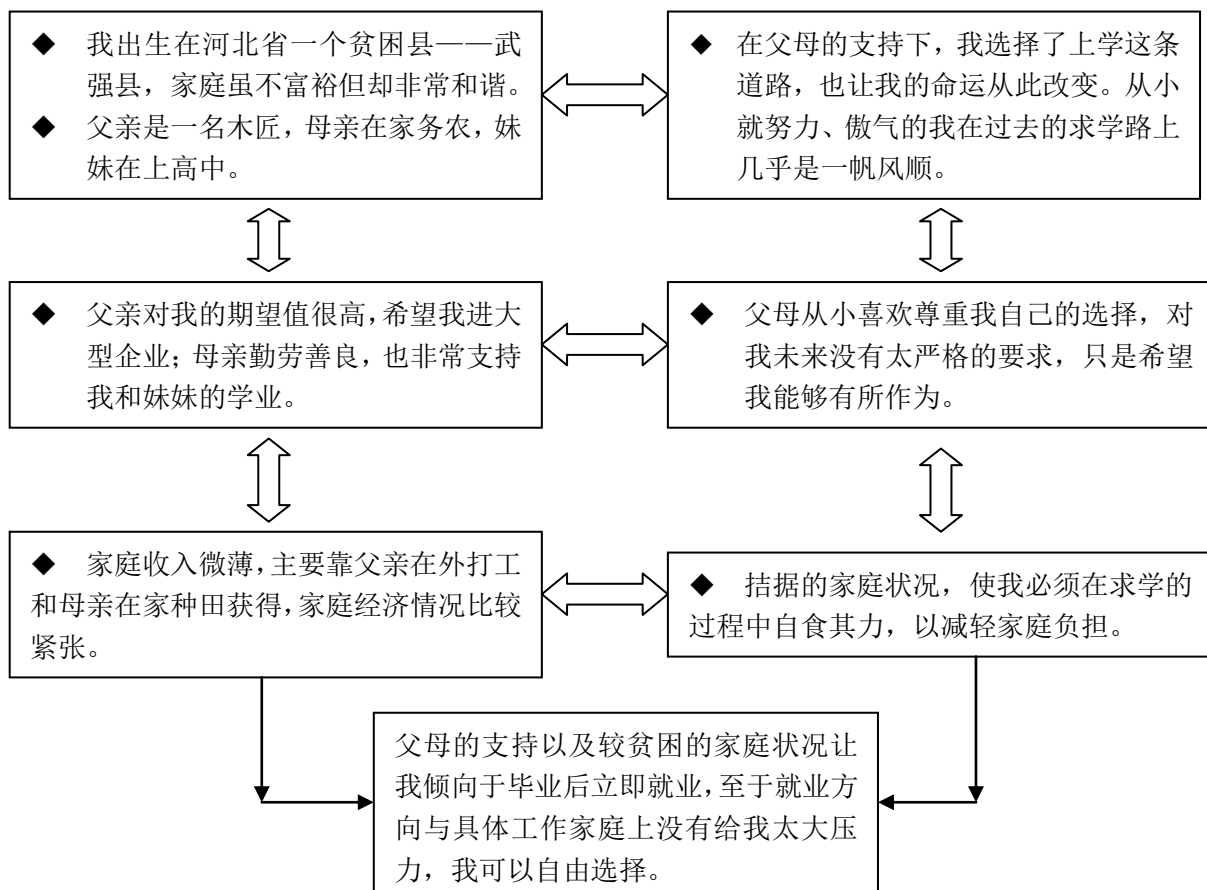 ◆ 我出生在河北省一个贫困县——武
强县，家庭虽不富裕但却非常和谐。
◆ 父亲是一名木匠，母亲在家务农，妹
妹在上高中。
◆ 在父母的支持下，我选择了上学这条
道路，也让我的命运从此改变。从小
就努力、傲气的我在过去的求学路上
几乎是一帆风顺。
◆ 父亲对我的期望值很高，希望我进大
型企业；母亲勤劳善良，也非常支持
我和妹妹的学业。
◆ 父母从小喜欢尊重我自己的选择，对
我未来没有太严格的要求，只是希望
我能够有所作为。
◆ 家庭收入微薄，主要靠父亲在外打工
和母亲在家种田获得，家庭经济情况比较
紧张。
◆ 拮据的家庭状况，使我必须在求学的
过程中自食其力，以减轻家庭负担。
父母的支持以及较贫困的家庭状况让
我倾向于毕业后立即就业，至于就业方
向与具体工作家庭上没有给我太大压
力，我可以自由选择。